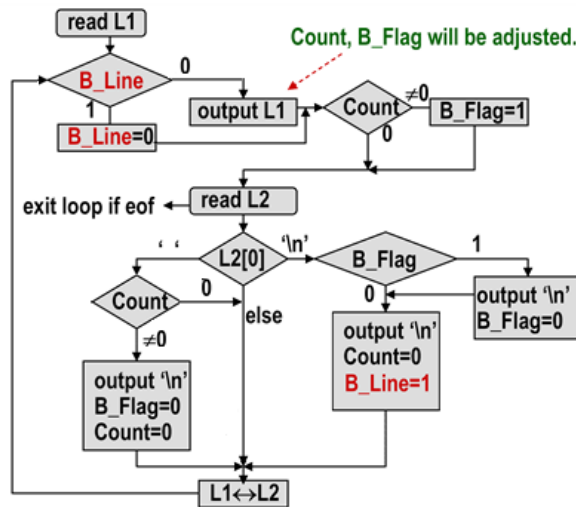 read L1
Count, B_Flag will be adjusted.
B_Line
0
1
output L1
Count
≠0
B_Flag=1
B_Line=0
0
exit loop if eof
read L2
‘ ‘
L2[0]
‘\n’
B_Flag
1
Count
0
else
0
output ‘\n’
B_Flag=0
≠0
output ‘\n’
B_Flag=0
Count=0
output ‘\n’
Count=0
B_Line=1
L1↔L2